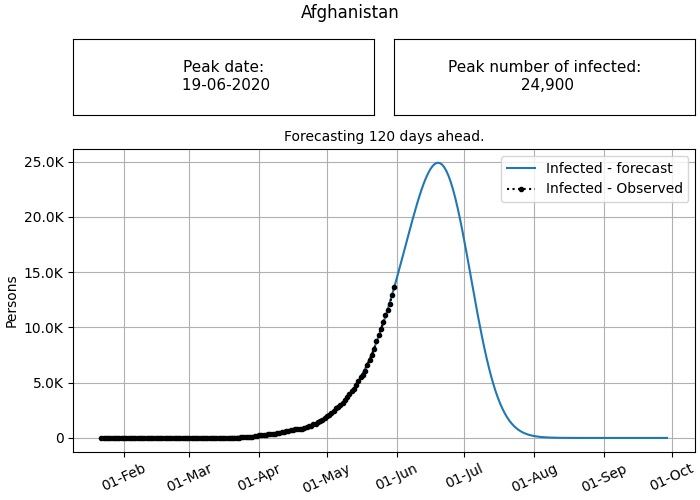 Afghanistan
Peak date:
19-06-2020
Peak number of infected:
24,900
Forecasting 120 days ahead.
25.0K
20.0K
15.0K
10.0K
5.0K
0
Persons
Infected - forecast
Infected - Observed
01-Feb
01-Mar
01-Apr
01-May
01-Jun
01-Jul
01-Aug
01-Sep
01-Oct